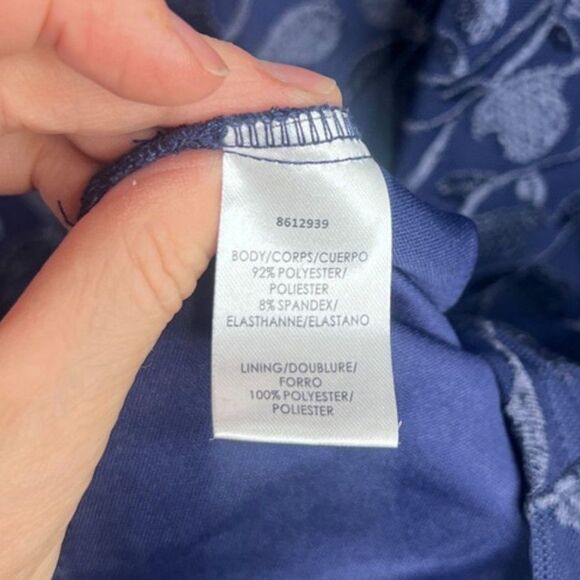 8612939
BODY/CORPS/CUERPO
92% POLYESTER/
POLIESTER
8% SPANDEX/
ELASTHANNE/ELASTANO
LINING/DOUBLURE/
FORRO
100% POLYESTER/
POLIESTER